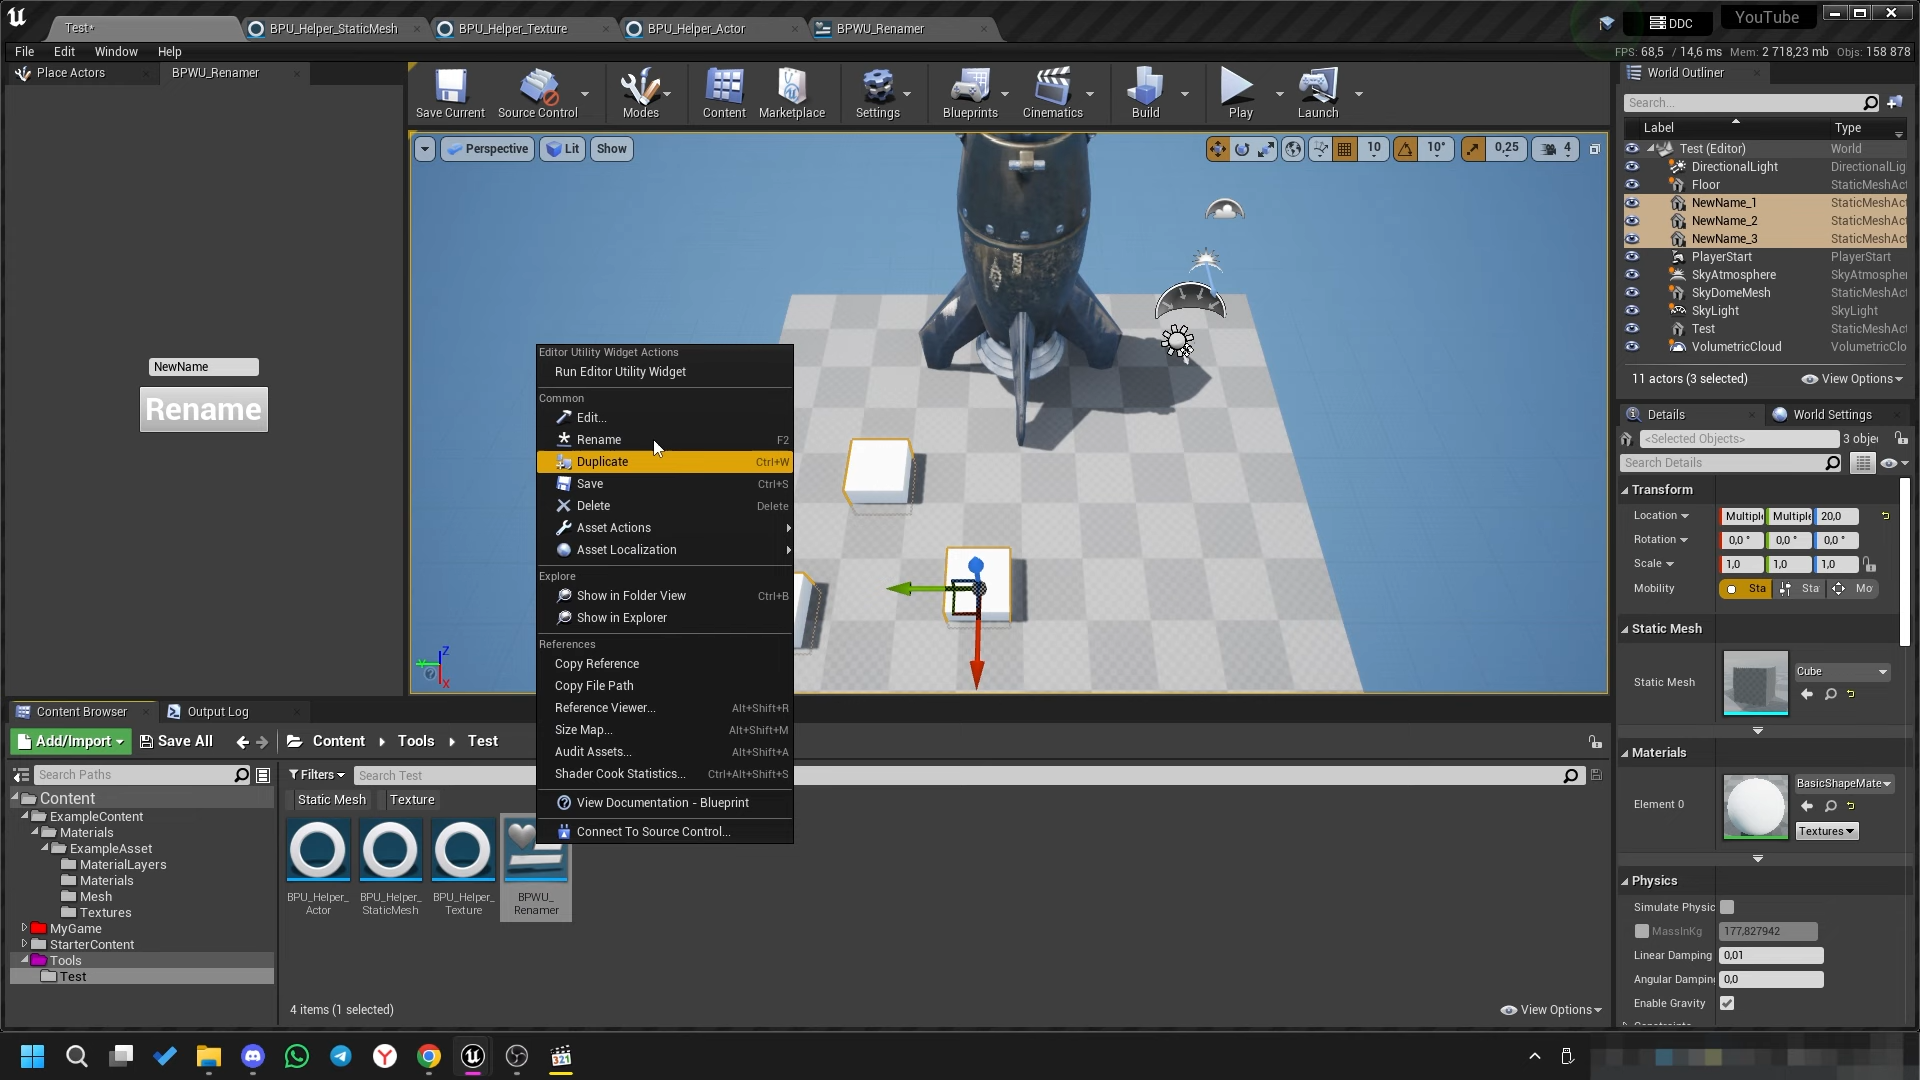 Test*
BPU_Helper_StaticMesh
BPU_Helper_Texture
BPU_Helper_Actor
BPWU_Renamer
DDC
YouTube
File Edit Window Help
FPS: 68,5 / 14,6 ms Mem: 2 718,23 mb Objs: 158 878
Place Actors
BPWU_Renamer
Save Current
Source Control
Modes
Content
Marketplace
Settings
Blueprints
Cinematics
Build
Play
Launch
Perspective
Lit
Show
10
10°
0,25
4
NewName
Rename
Editor Utility Widget Actions
Run Editor Utility Widget
Common
Edit...
Rename F2
Duplicate Ctrl+W
Save Ctrl+S
Delete Delete
Asset Actions
Asset Localization
Explore
Show in Folder View Ctrl+B
Show in Explorer
References
Copy Reference
Copy File Path
Reference Viewer... Alt+Shift+R
Size Map... Alt+Shift+M
Audit Assets... Alt+Shift+A
Shader Cook Statistics... Ctrl+Alt+Shift+S
View Documentation - Blueprint
Connect To Source Control...
Z
Y
X
World Outliner
Search...
Label Type
Test (Editor) World
DirectionalLight DirectionalLig
Floor StaticMeshAct
NewName_1 StaticMeshAct
NewName_2 StaticMeshAct
NewName_3 StaticMeshAct
PlayerStart PlayerStart
SkyAtmosphere SkyAtmospher
SkyDomeMesh StaticMeshAct
SkyLight SkyLight
Test StaticMeshAct
VolumetricCloud VolumetricClo
11 actors (3 selected)
View Options
Details
World Settings
<Selected Objects> 3 objec
Search Details
Transform
Location Multipl Multipl 20,0
Rotation 0,0 ° 0,0 ° 0,0 °
Scale 1,0 1,0 1,0
Mobility Sta Sta Mo
Static Mesh
Static Mesh
Cube
Materials
Element 0
BasicShapeMate
Textures
Physics
Simulate Physic
MassInKg 177,827942
Linear Damping 0,01
Angular Dampin 0,0
Enable Gravity
Content Browser
Output Log
Add/Import
Save All
Content Tools Test
Search Paths
Filters
Search Test
Static Mesh
Texture
Content
ExampleContent
Materials
ExampleAsset
MaterialLayers
Materials
Mesh
Textures
MyGame
StarterContent
Tools
Test
BPU_Helper_
Actor
BPU_Helper_
StaticMesh
BPU_Helper_
Texture
BPWU_
Renamer
4 items (1 selected)
View Options
321